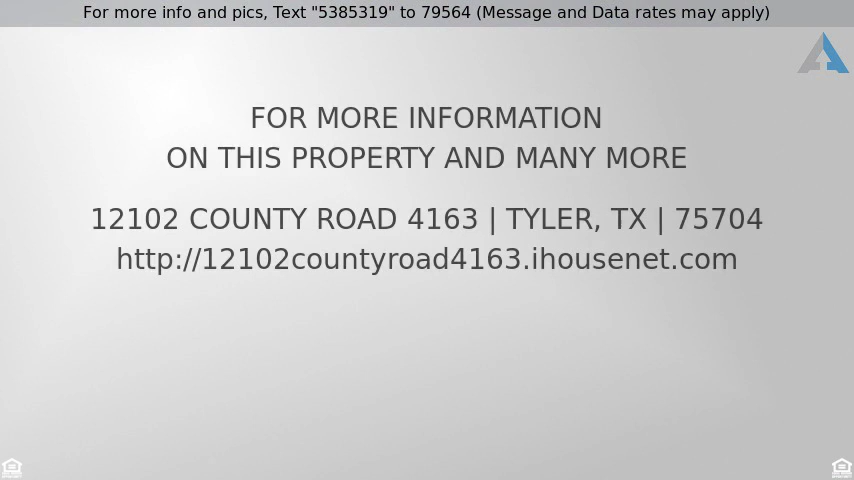 For more info and pics, Text "5385319" to 79564 (Message and Data rates may apply)
FOR MORE INFORMATION
ON THIS PROPERTY AND MANY MORE
12102 COUNTY ROAD 4163 | TYLER, TX | 75704
http://12102countyroad4163.ihousenet.com